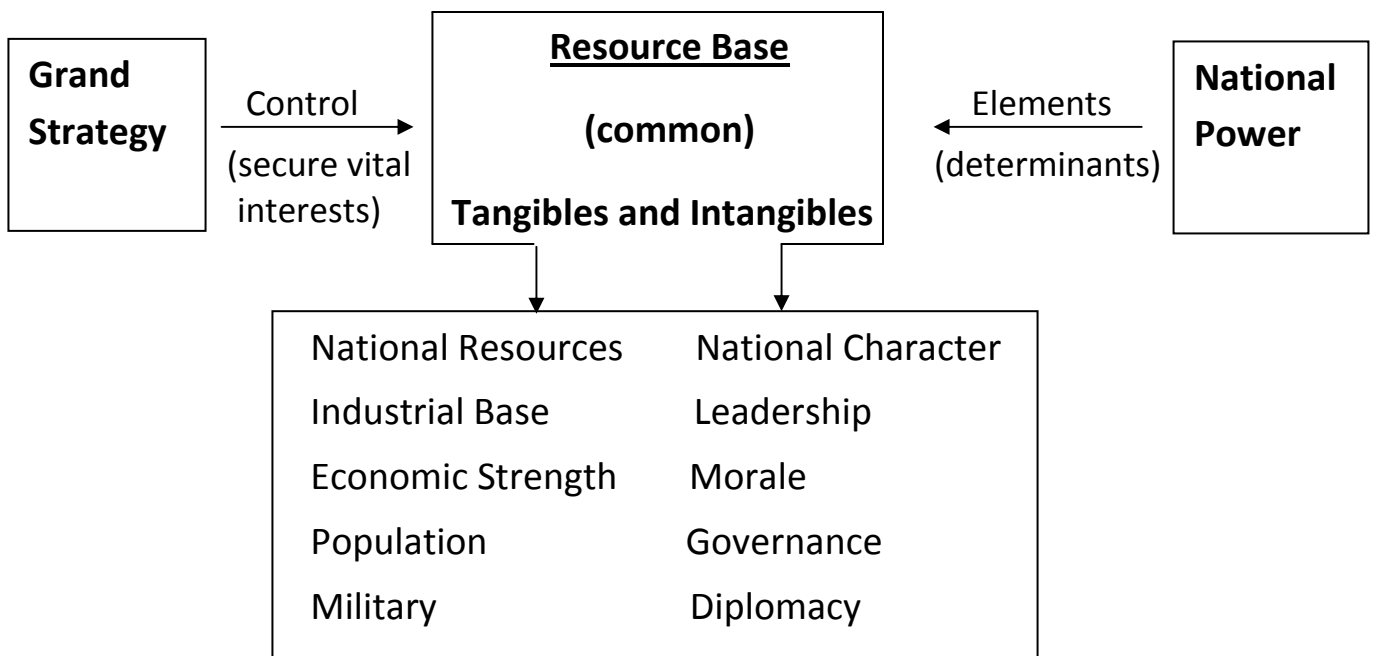 Grand
Strategy
Control
(secure vital
interests)
Resource Base
(common)
Tangibles and Intangibles
Elements
(determinants)
National
Power
National Resources
National Character
Industrial Base
Leadership
Economic Strength
Morale
Population
Governance
Military
Diplomacy